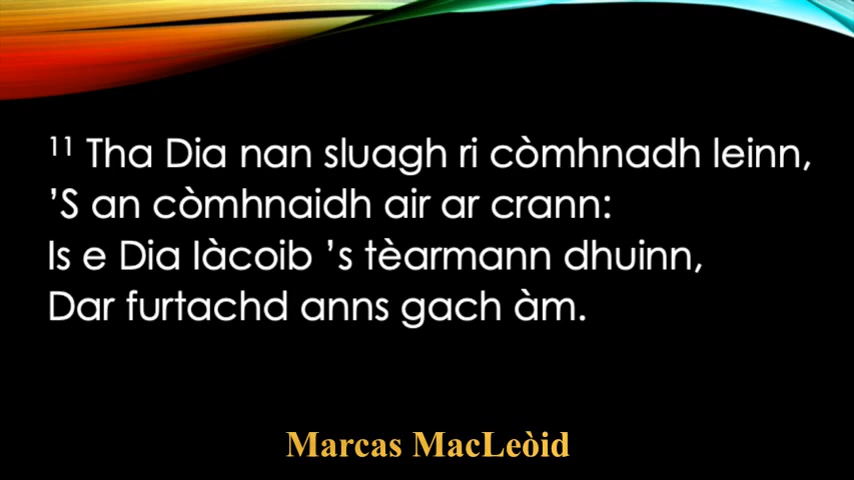 ¹¹ Tha Dia nan sluagh ri còmhnadh leinn,
’S an còmhnaidh air ar crann:
Is e Dia Iàcoib ’s tèarmann dhuinn,
Dar furtachd anns gach àm.
Marcas MacLeòid